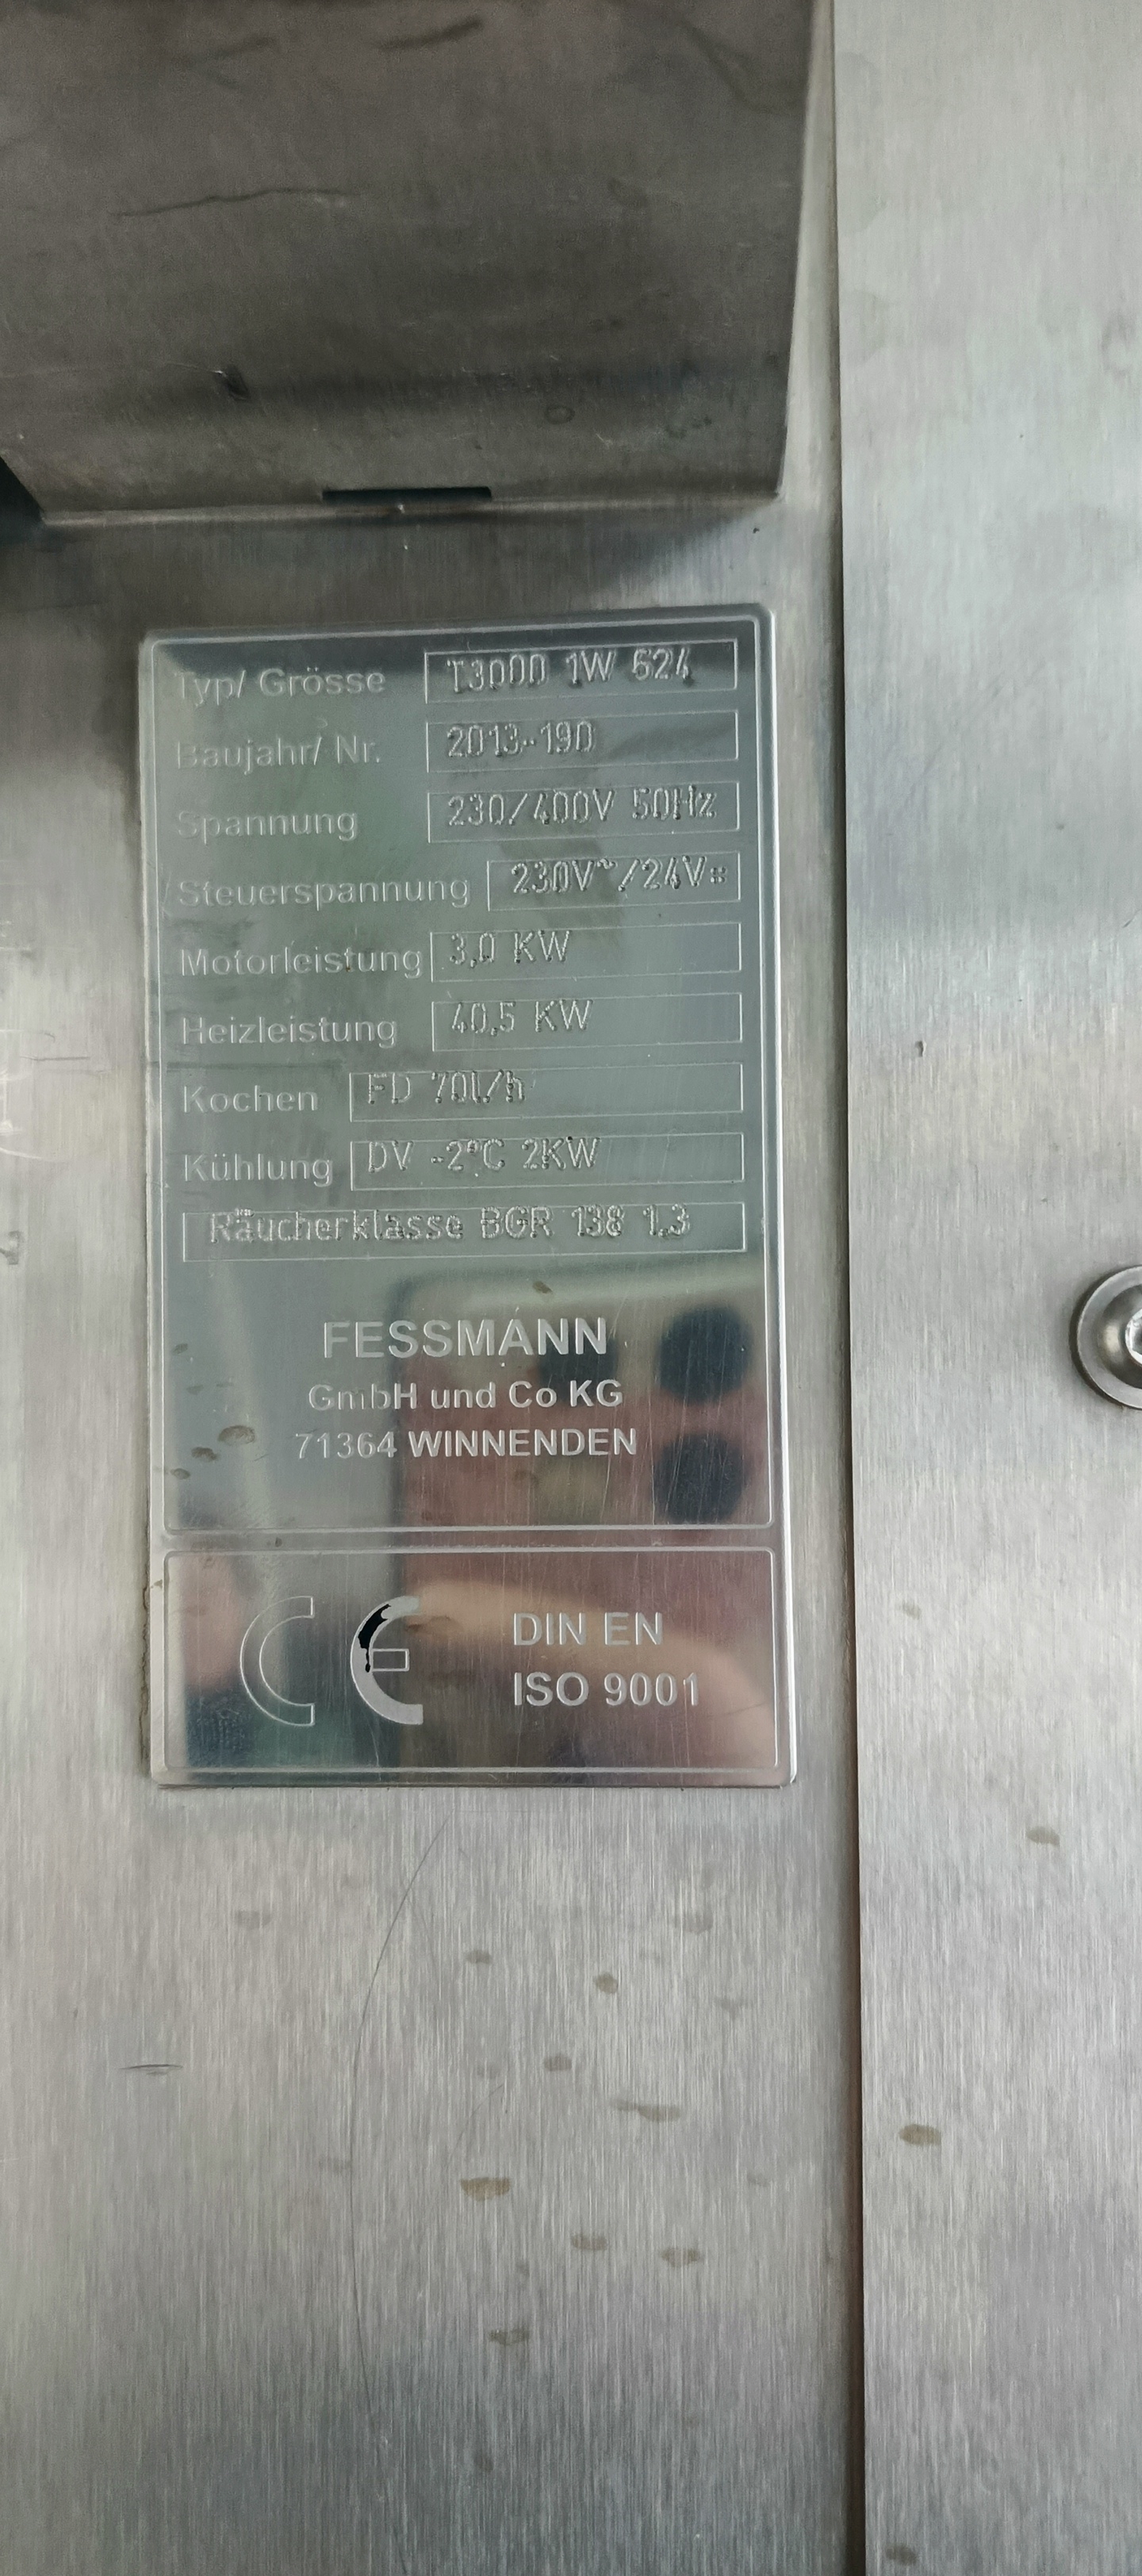 Typ/ Grösse T3000 1W 624
Baujahr/ Nr. 2013-190
Spannung 230/400V 50Hz
Steuerspannung 230V~/24V=
Motorleistung 3,0 KW
Heizleistung 40,5 KW
Kochen FD 70l/h
Kühlung DV -2°C 2KW
Räucherklasse BGR 138 1.3
FESSMANN
GmbH und Co KG
71364 WINNENDEN
CE
DIN EN
ISO 9001